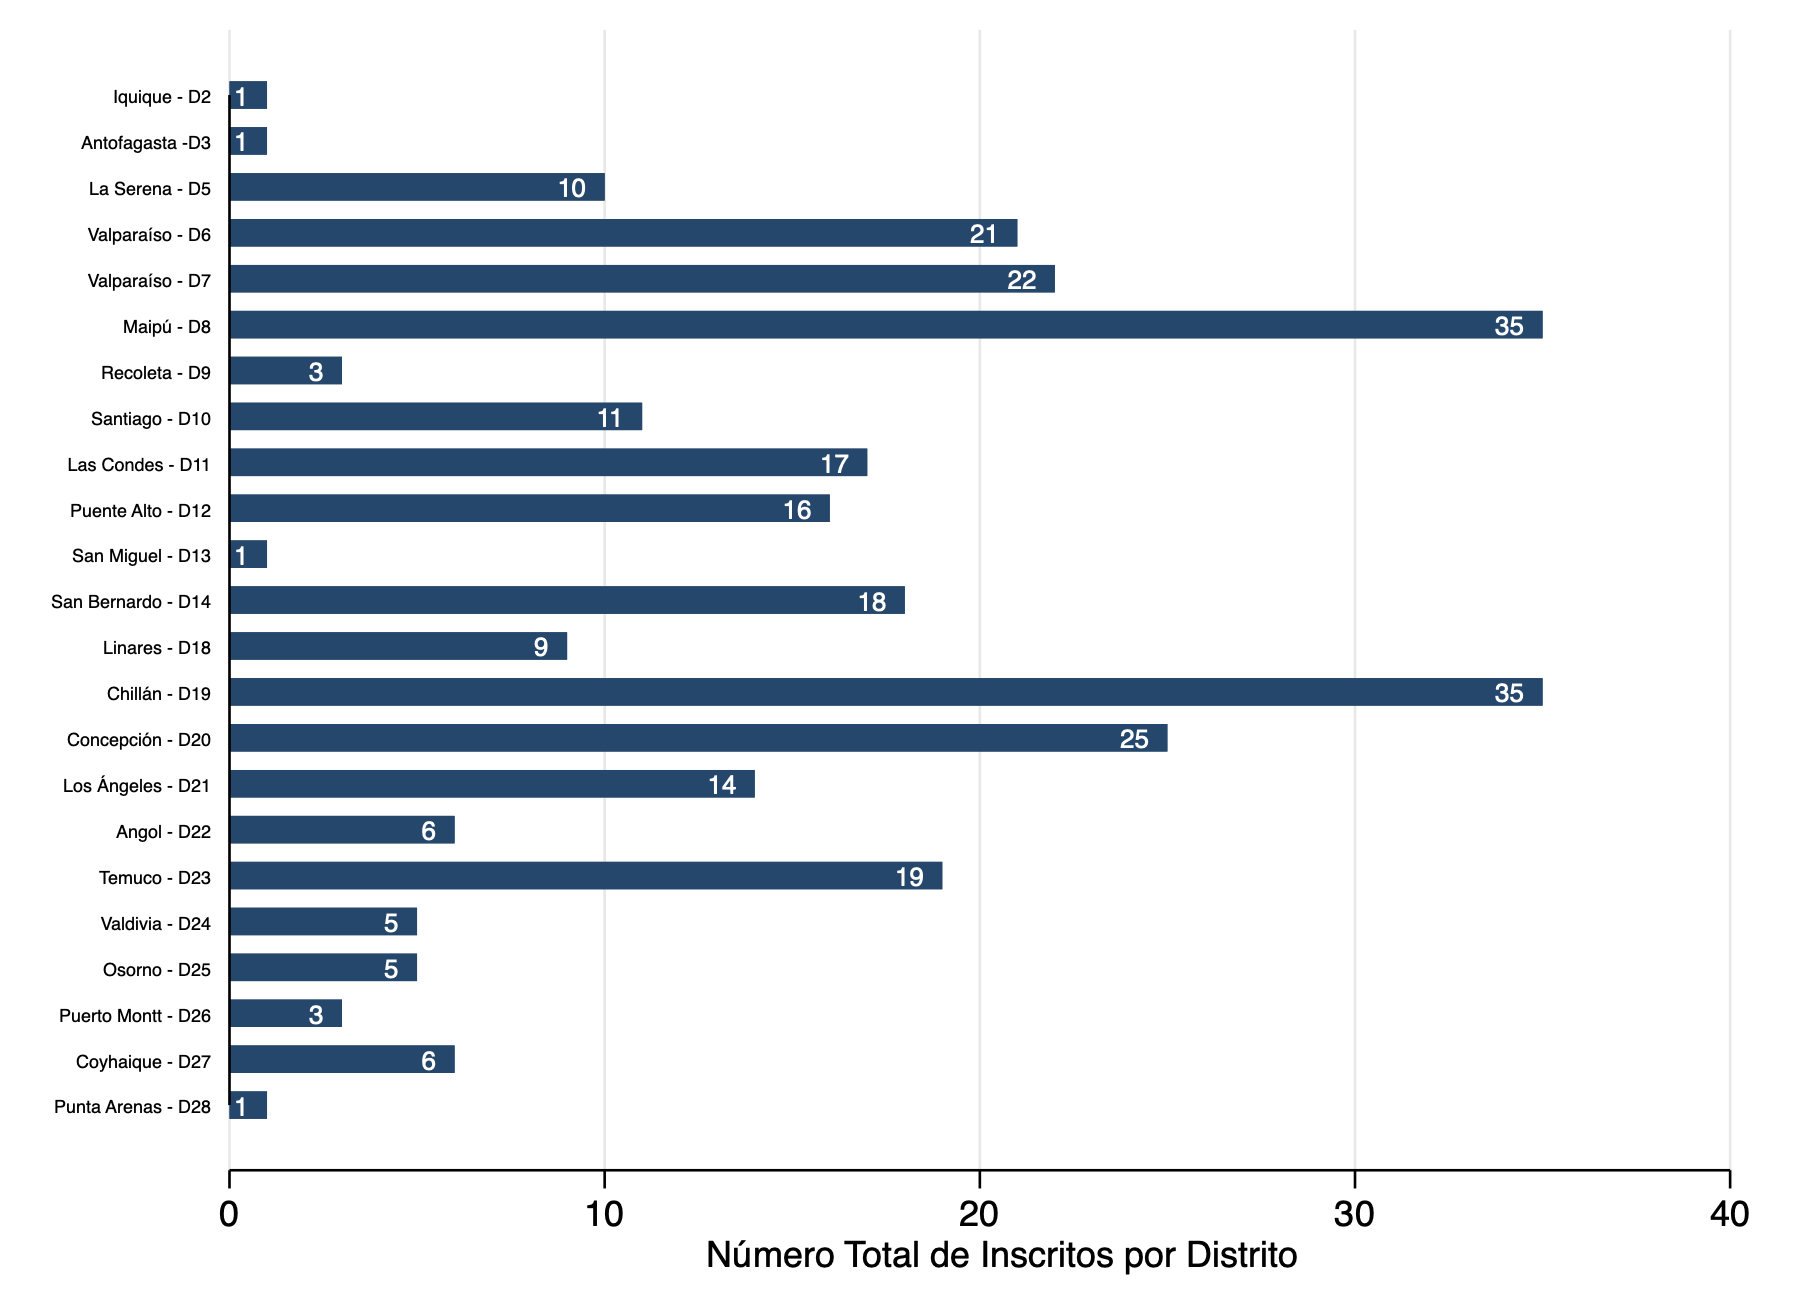 Iquique - D2 1
Antofagasta -D3 1
La Serena - D5 10
Valparaíso - D6 21
Valparaíso - D7 22
Maipú - D8 35
Recoleta - D9 3
Santiago - D10 11
Las Condes - D11 17
Puente Alto - D12 16
San Miguel - D13 1
San Bernardo - D14 18
Linares - D18 9
Chillán - D19 35
Concepción - D20 25
Los Ángeles - D21 14
Angol - D22 6
Temuco - D23 19
Valdivia - D24 5
Osorno - D25 5
Puerto Montt - D26 3
Coyhaique - D27 6
Punta Arenas - D28 1
0 10 20 30 40
Número Total de Inscritos por Distrito